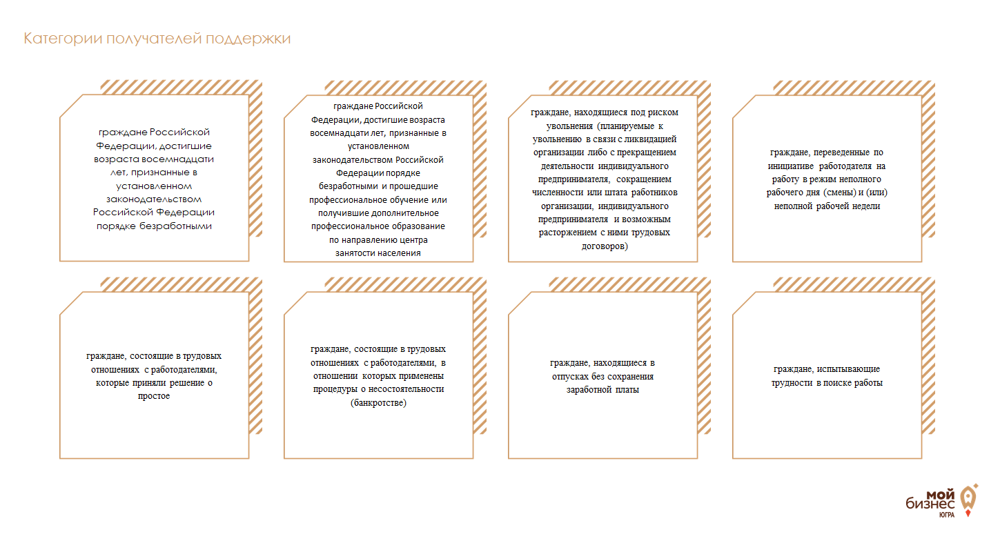 Категории получателей поддержки
граждане Российской
Федерации, достигшие
возраста восемнадцати
лет, признанные в
установленном
законодательством
Российской Федерации
порядке безработными
граждане Российской
Федерации, достигшие возраста
восемнадцати лет, признанные в
установленном
законодательством Российской
Федерации порядке
безработными и прошедшие
профессиональное обучение или
получившие дополнительное
профессиональное образование
по направлению центра
занятости населения
граждане, находящиеся под риском
увольнения (планируемые к
увольнению в связи с ликвидацией
организации либо с прекращением
деятельности индивидуального
предпринимателя, сокращением
численности или штата работников
организации, индивидуального
предпринимателя и возможным
расторжением с ними трудовых
договоров)
граждане, переведенные по
инициативе работодателя на
работу в режим неполного
рабочего дня (смены) и (или)
неполной рабочей недели
граждане, состоящие в трудовых
отношениях с работодателями,
которые приняли решение о
простое
граждане, состоящие в трудовых
отношениях с работодателями, в
отношении которых применены
процедуры о несостоятельности
(банкротстве)
граждане, находящиеся в
отпусках без сохранения
заработной платы
граждане, испытывающие
трудности в поиске работы
мой
бизнес
ЮГРА